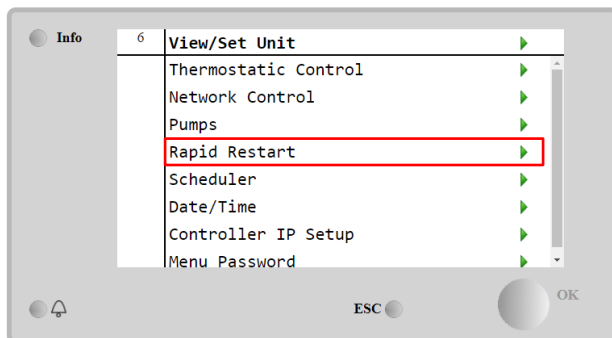 Info
6 View/Set Unit
Thermostatic Control
Network Control
Pumps
Rapid Restart
Scheduler
Date/Time
Controller IP Setup
Menu Password
ESC
OK